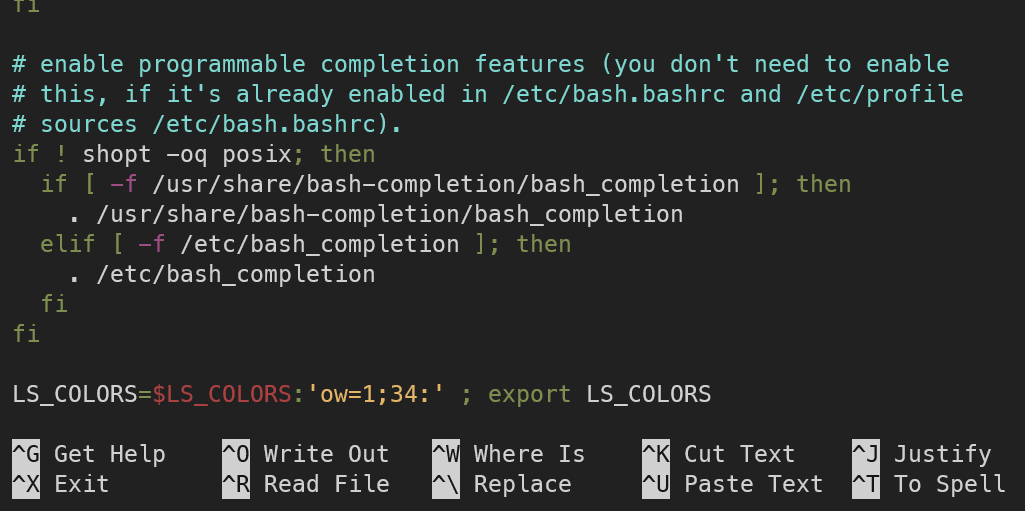 fi
# enable programmable completion features (you don't need to enable
# this, if it's already enabled in /etc/bash.bashrc and /etc/profile
# sources /etc/bash.bashrc).
if ! shopt -oq posix; then
  if [ -f /usr/share/bash-completion/bash_completion ]; then
    . /usr/share/bash-completion/bash_completion
  elif [ -f /etc/bash_completion ]; then
    . /etc/bash_completion
  fi
fi
LS_COLORS=$LS_COLORS:'ow=1;34:' ; export LS_COLORS
^G Get Help    ^O Write Out   ^W Where Is    ^K Cut Text    ^J Justify
^X Exit        ^R Read File   ^\ Replace     ^U Paste Text  ^T To Spell